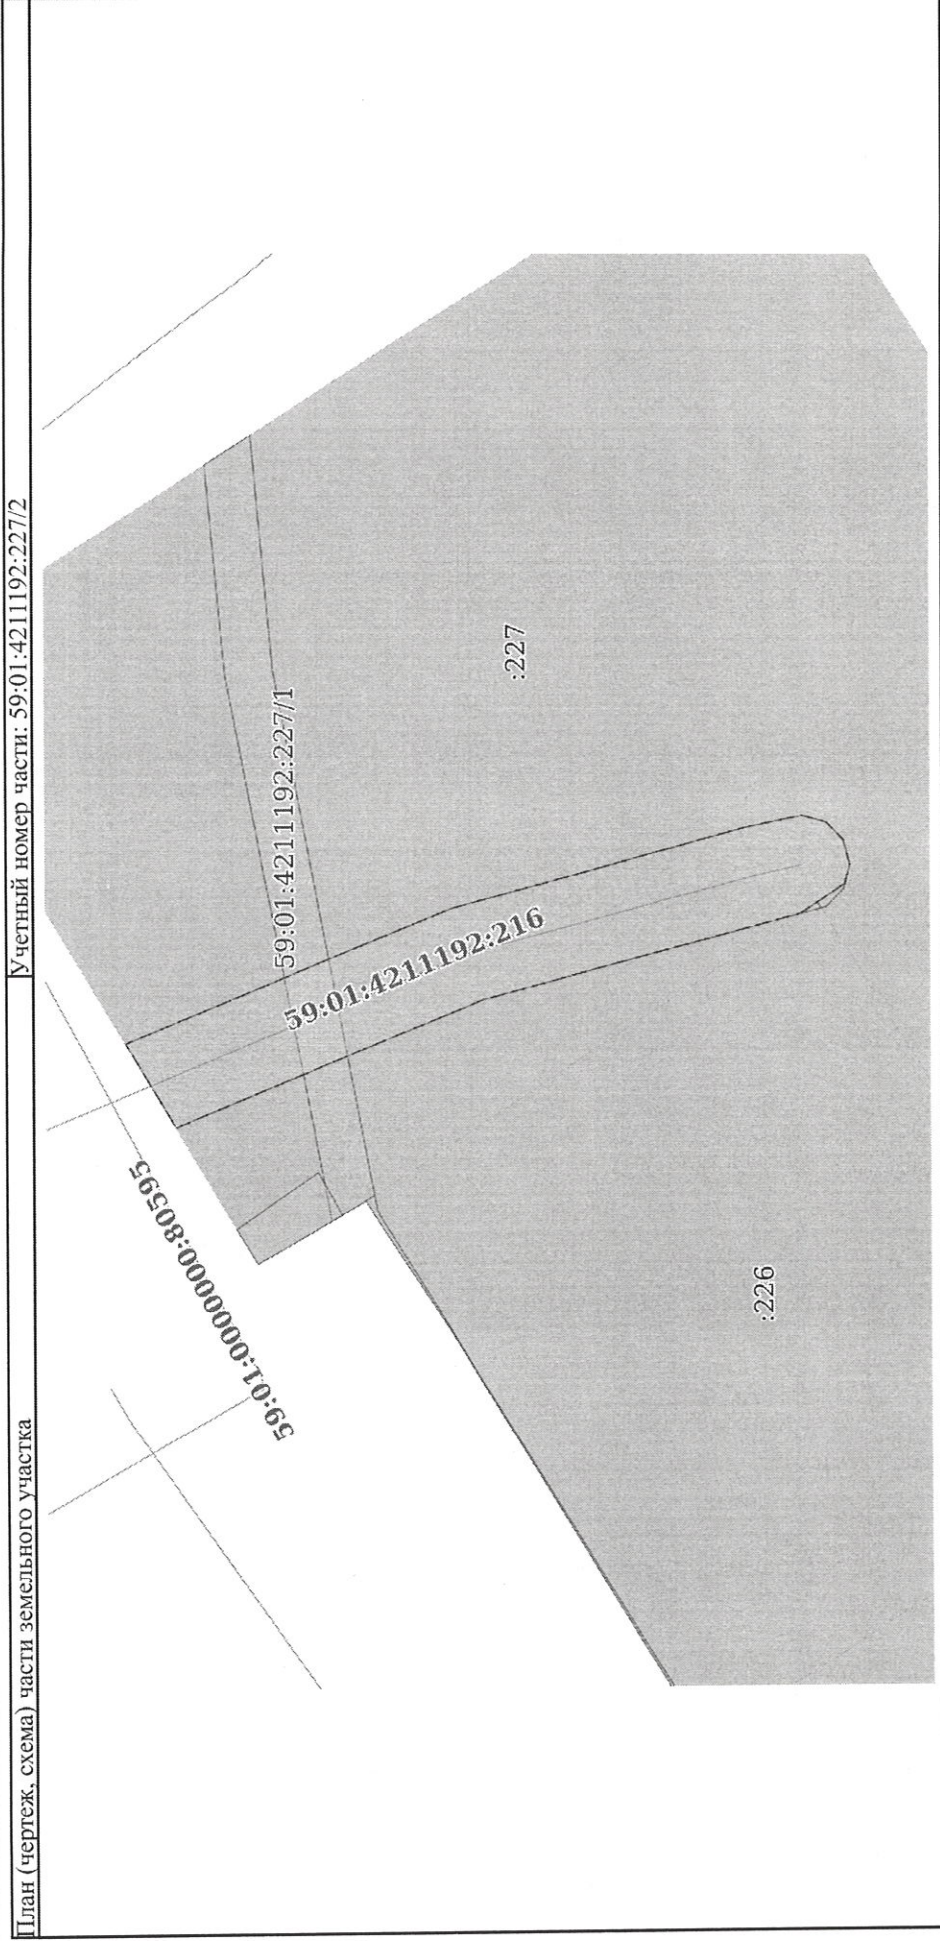 План (чертеж, схема) части земельного участка
Учетный номер части: 59:01:4211192:227/2
59:01:0000000:80595
59:01:4211192:227/1
59:01:4211192:216
:227
:226